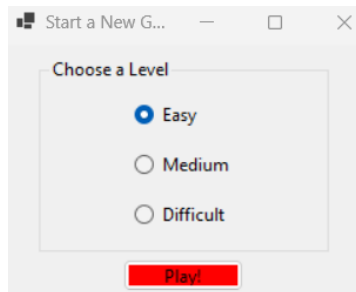 Start a New G...
Choose a Level
Easy
Medium
Difficult
Play!